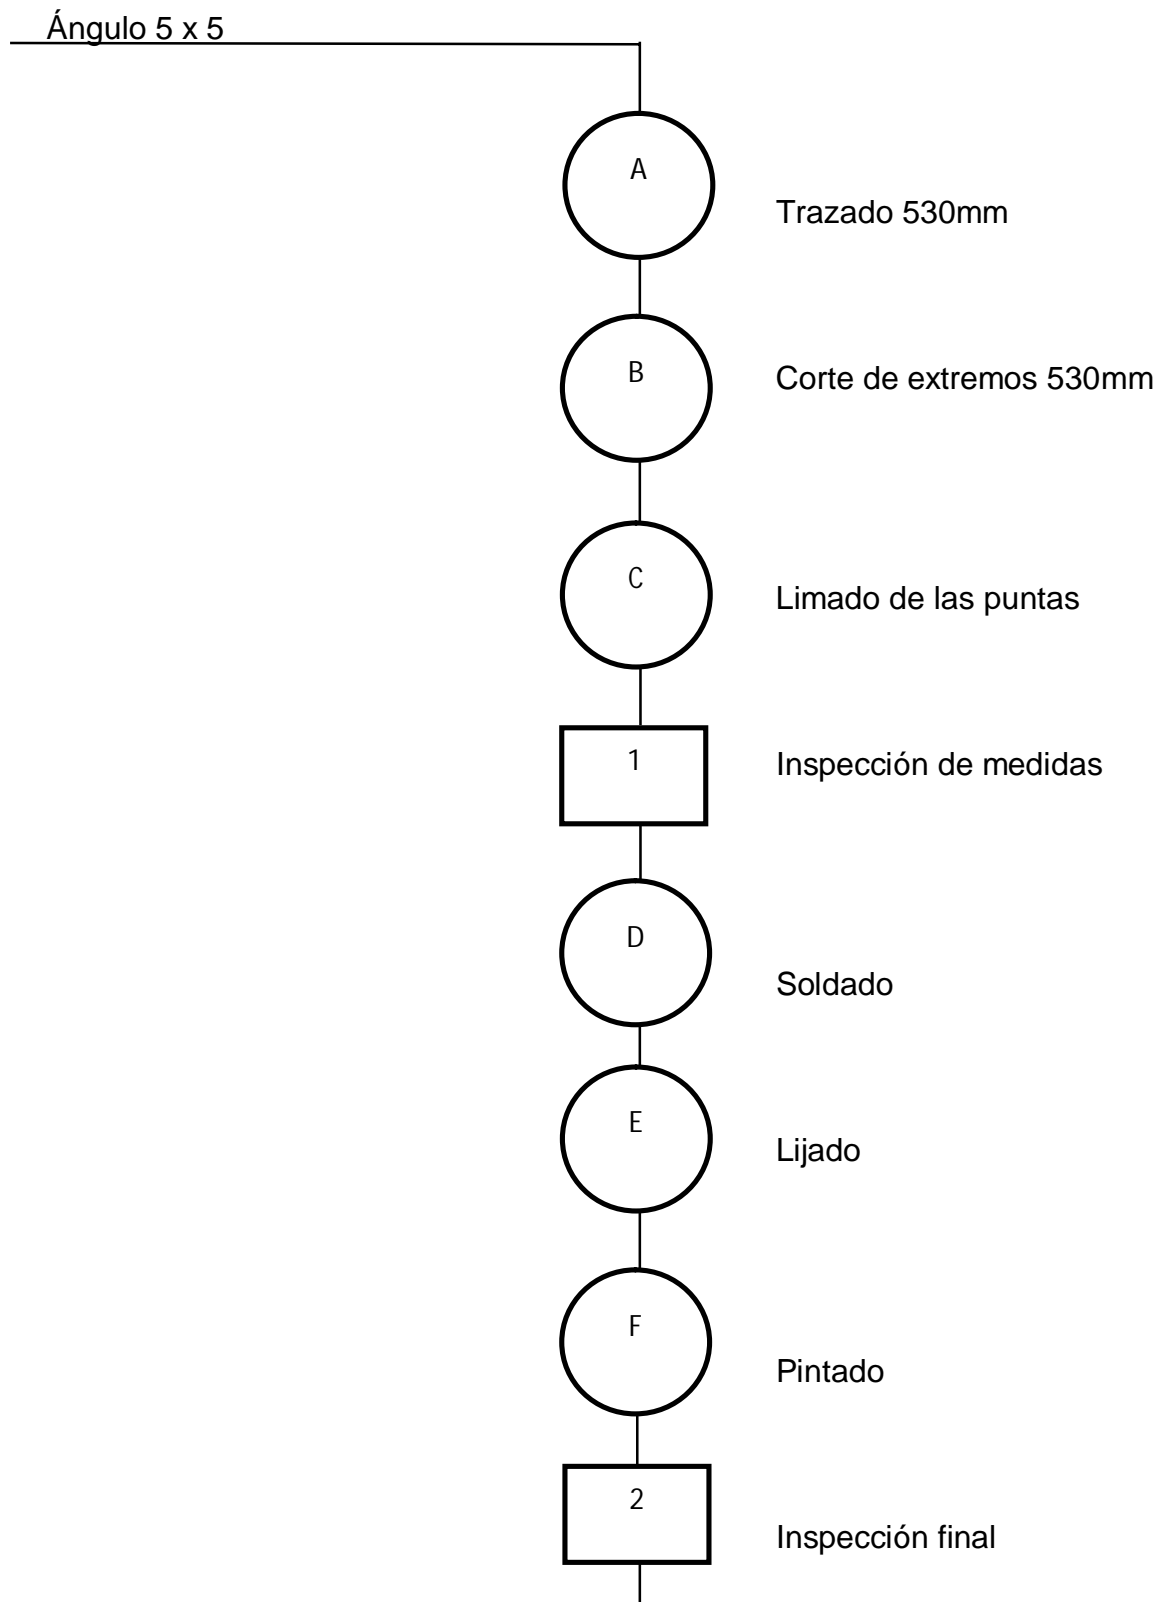 Ángulo 5 x 5
A
Trazado 530mm
B
Corte de extremos 530mm
C
Limado de las puntas
1
Inspección de medidas
D
Soldado
E
Lijado
F
Pintado
2
Inspección final